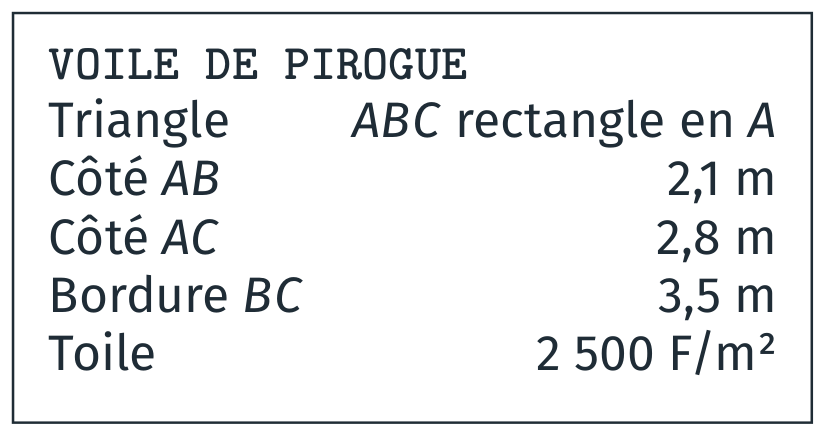 VOILE DE PIROGUE
Triangle ABC rectangle en A
Côté AB 2,1 m
Côté AC 2,8 m
Bordure BC 3,5 m
Toile 2 500 F/m²